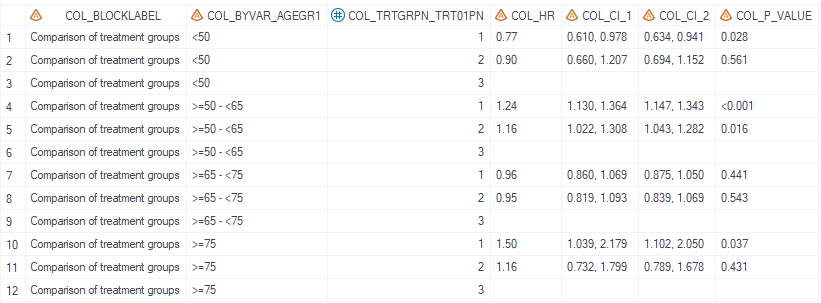 COL_BLOCKLABEL COL_BYVAR_AGEGR1 COL_TRTGRPN_TRT01PN COL_HR COL_CI_1 COL_CI_2 COL_P_VALUE
1 Comparison of treatment groups <50 1 0.77 0.610, 0.978 0.634, 0.941 0.028
2 Comparison of treatment groups <50 2 0.90 0.660, 1.207 0.694, 1.152 0.561
3 Comparison of treatment groups <50 3
4 Comparison of treatment groups >=50 - <65 1 1.24 1.130, 1.364 1.147, 1.343 <0.001
5 Comparison of treatment groups >=50 - <65 2 1.16 1.022, 1.308 1.043, 1.282 0.016
6 Comparison of treatment groups >=50 - <65 3
7 Comparison of treatment groups >=65 - <75 1 0.96 0.860, 1.069 0.875, 1.050 0.441
8 Comparison of treatment groups >=65 - <75 2 0.95 0.819, 1.093 0.839, 1.069 0.543
9 Comparison of treatment groups >=65 - <75 3
10 Comparison of treatment groups >=75 1 1.50 1.039, 2.179 1.102, 2.050 0.037
11 Comparison of treatment groups >=75 2 1.16 0.732, 1.799 0.789, 1.678 0.431
12 Comparison of treatment groups >=75 3